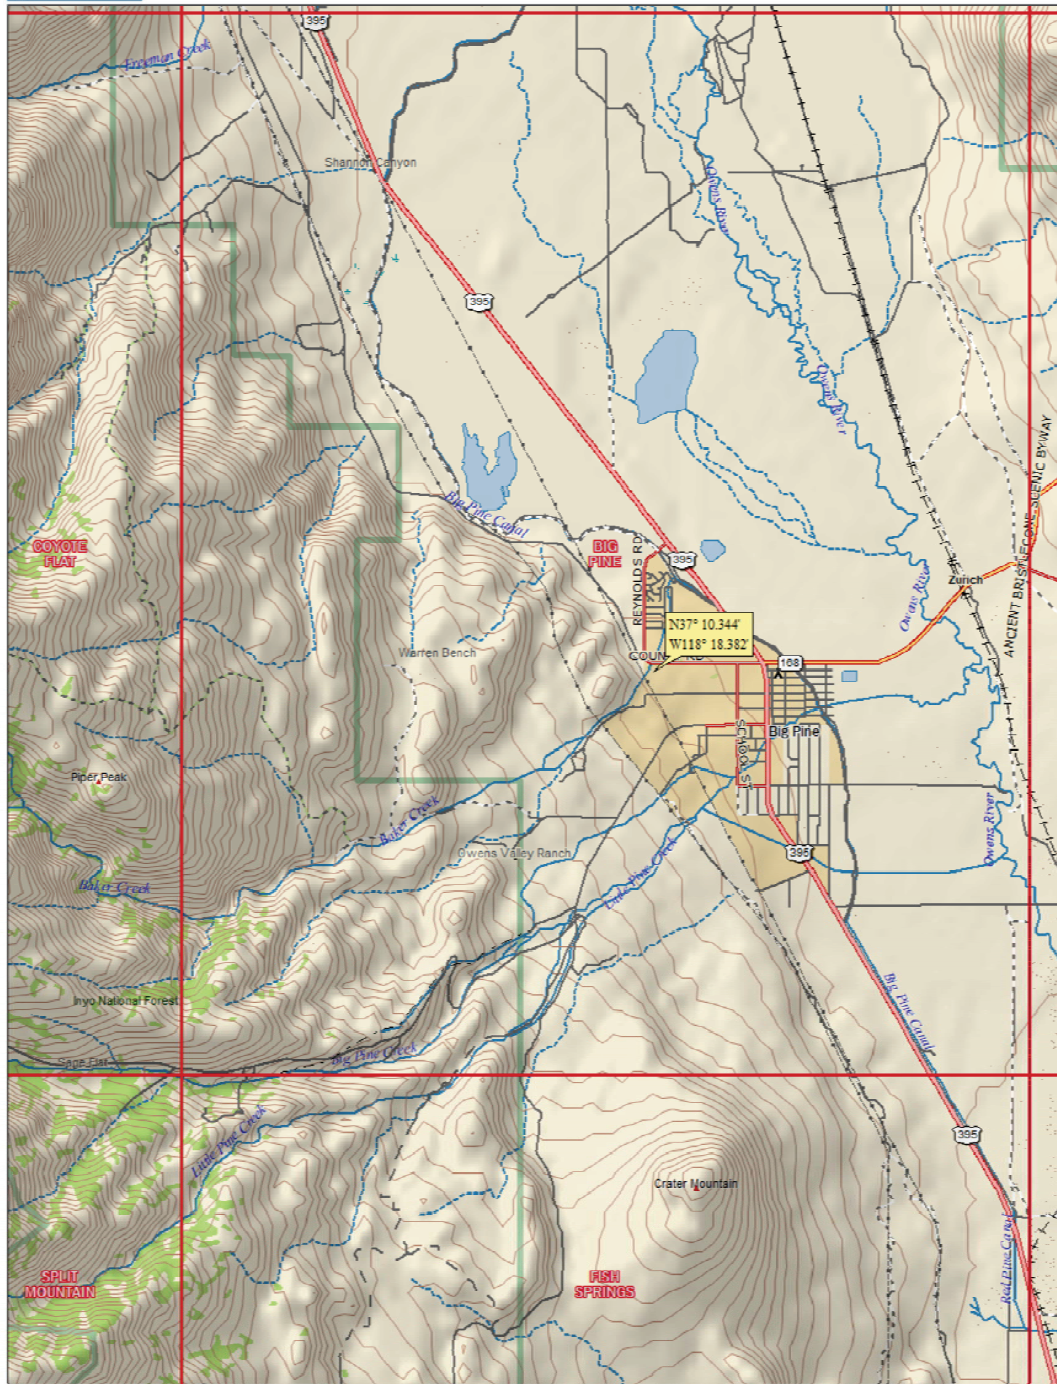 395
Freeman Creek
Shannon Canyon
Owens River
395
Owens River
ANCIENT BRISTLECONE SCENIC BYWAY
Big Pine Canal
COYOTE
FLAT
BIG
PINE
REYNOLDS RD
395
Zurich
Owens River
N37° 10.344'
W118° 18.382'
Warren Bench
COUN
RD
168
SCHOOL ST
Big Pine
Piper Peak
Baker Creek
Owens Valley Ranch
395
Owens River
Little Pine Creek
Baker Creek
Inyo National Forest
Big Pine Canal
Sage Flat
Big Pine Creek
Little Pine Creek
395
Crater Mountain
SPLIT
MOUNTAIN
FISH
SPRINGS
Pine Canal